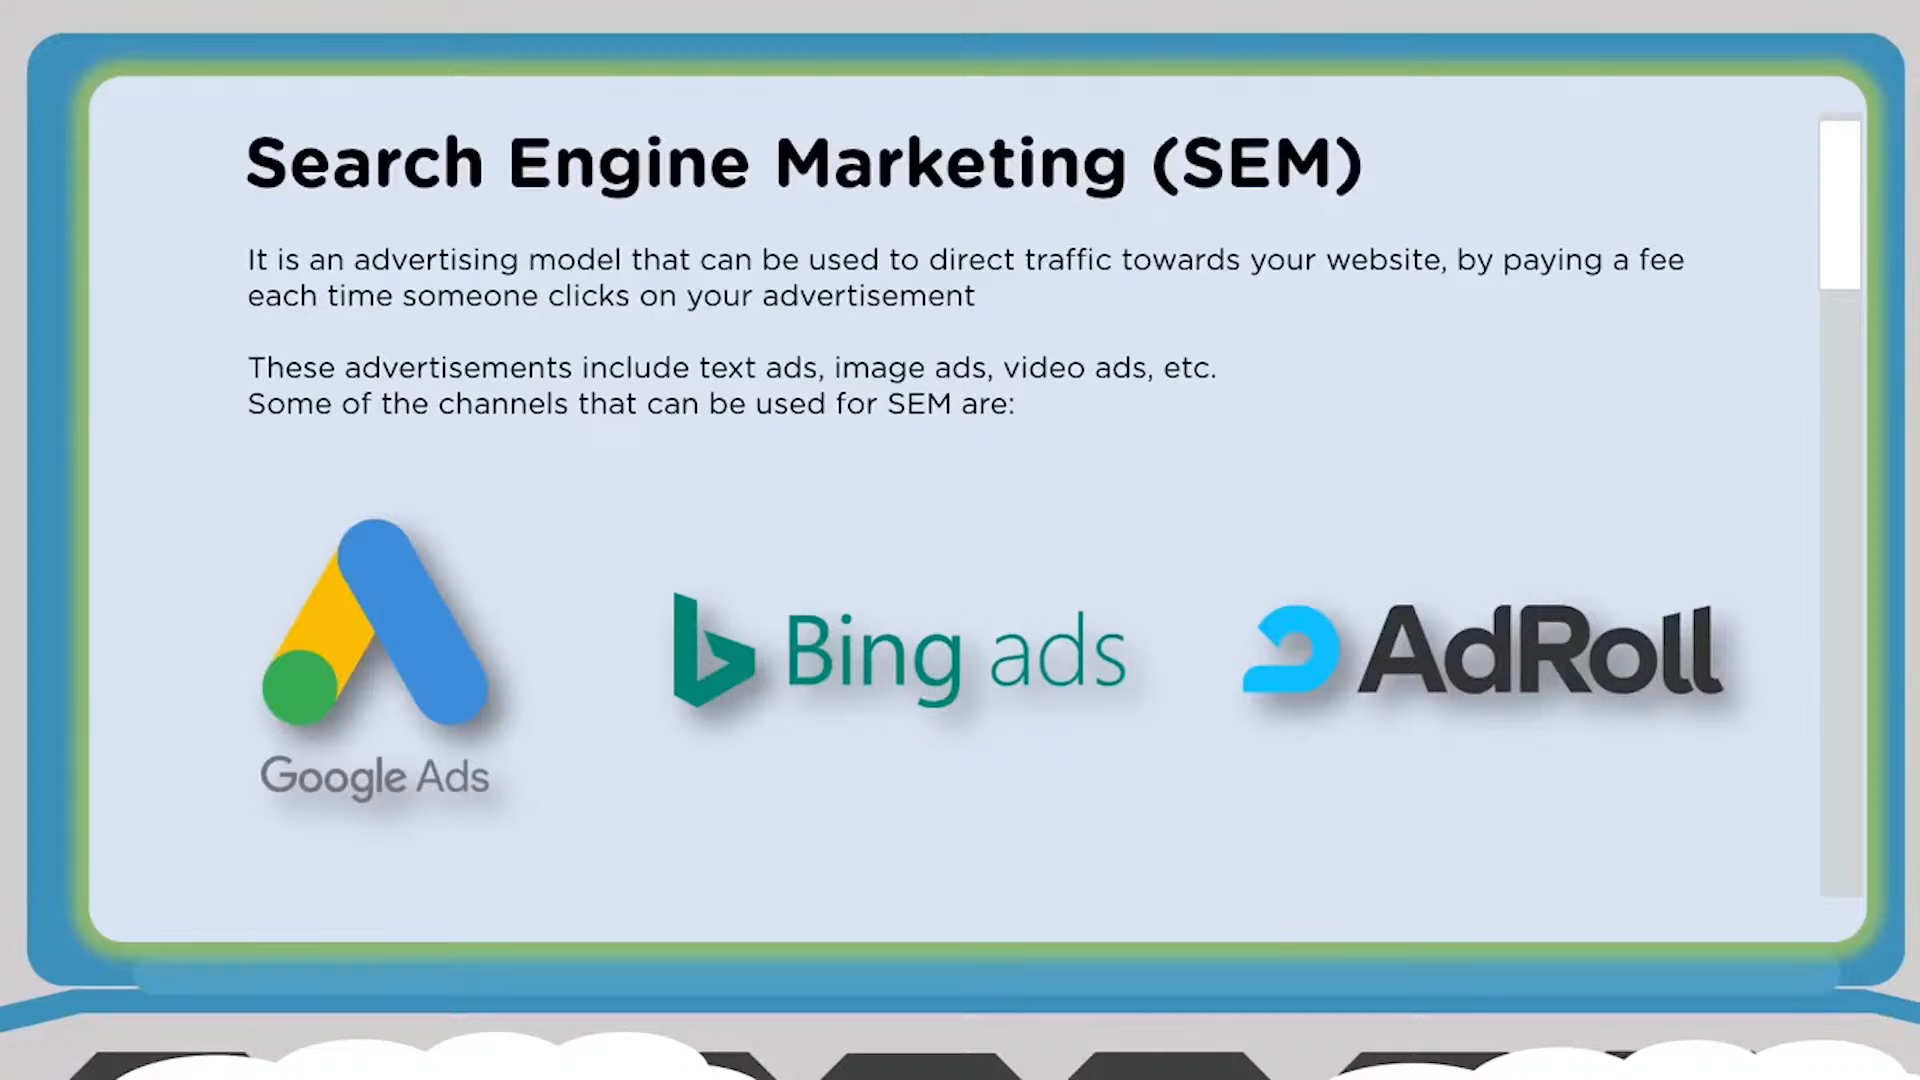 Search Engine Marketing (SEM)
It is an advertising model that can be used to direct traffic towards your website, by paying a fee
each time someone clicks on your advertisement
These advertisements include text ads, image ads, video ads, etc.
Some of the channels that can be used for SEM are:
Google Ads
Bing ads
AdRoll